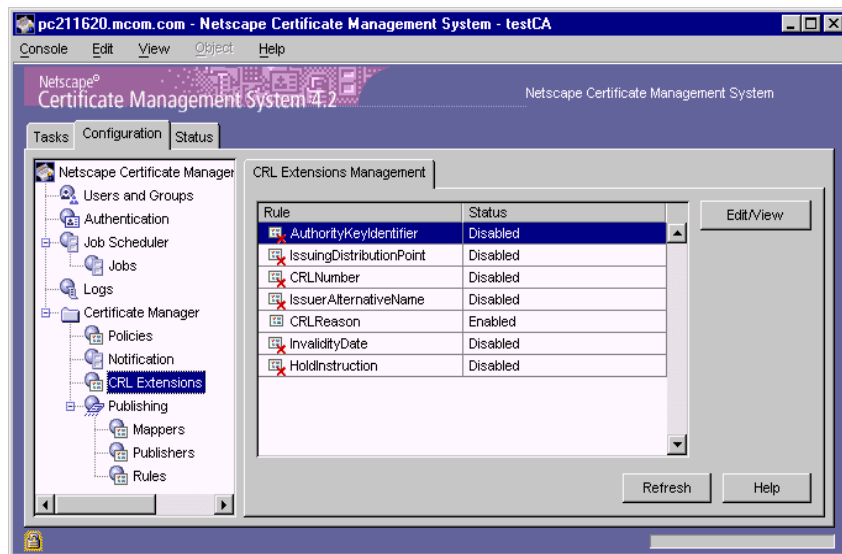 pc211620.mcom.com - Netscape Certificate Management System - testCA
Console Edit View Object Help
Netscape®
Certificate Management System 4.2
Netscape Certificate Management System
Tasks Configuration Status
Netscape Certificate Manager
Users and Groups
Authentication
Job Scheduler
Jobs
Logs
Certificate Manager
Policies
Notification
CRL Extensions
Publishing
Mappers
Publishers
Rules
CRL Extensions Management
Rule Status
AuthorityKeyIdentifier Disabled
IssuingDistributionPoint Disabled
CRLNumber Disabled
IssuerAlternativeName Disabled
CRLReason Enabled
InvalidityDate Disabled
HoldInstruction Disabled
Edit/View
Refresh Help